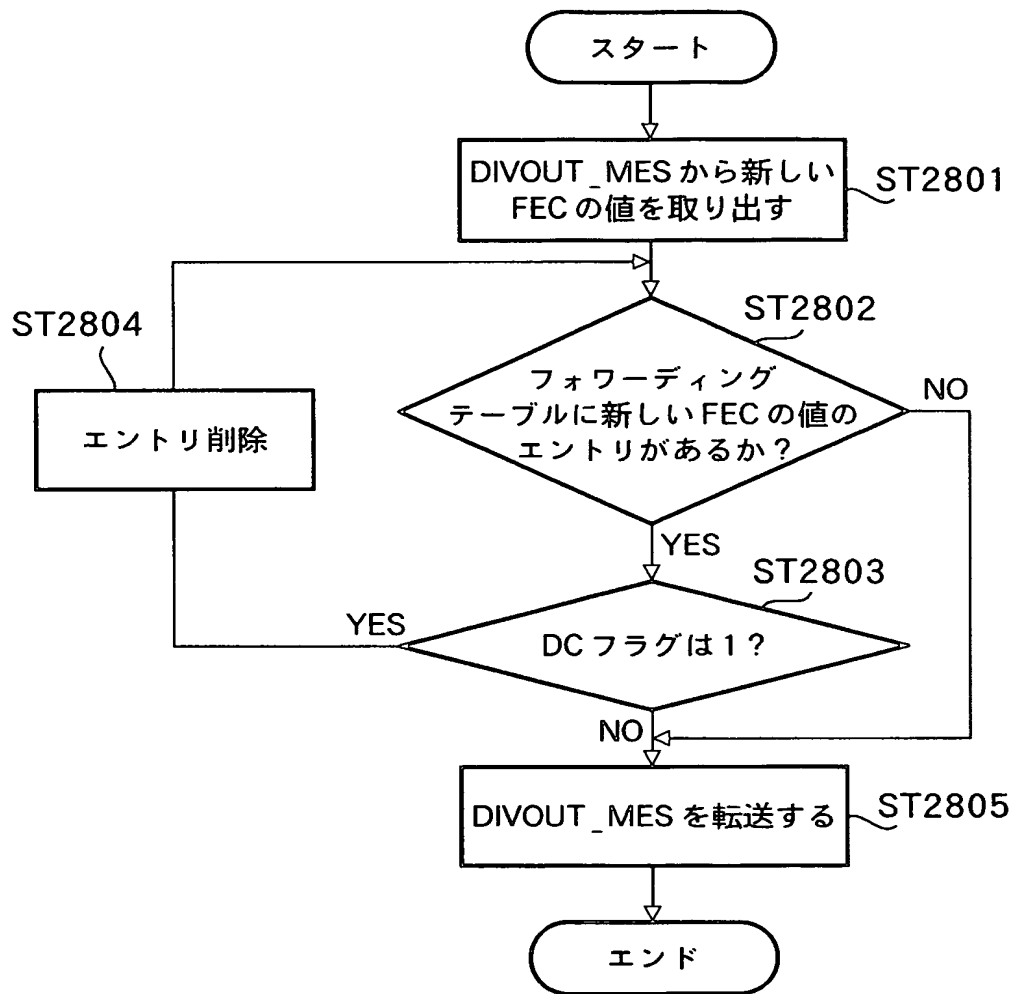 スタート
DIVOUT_MESから新しい
FECの値を取り出す
ST2801
ST2802
フォワーディング
テーブルに新しいFECの値の
エントリがあるか？
NO
YES
ST2804
エントリ削除
ST2803
DCフラグは1？
YES
NO
DIVOUT_MESを転送する
ST2805
エンド